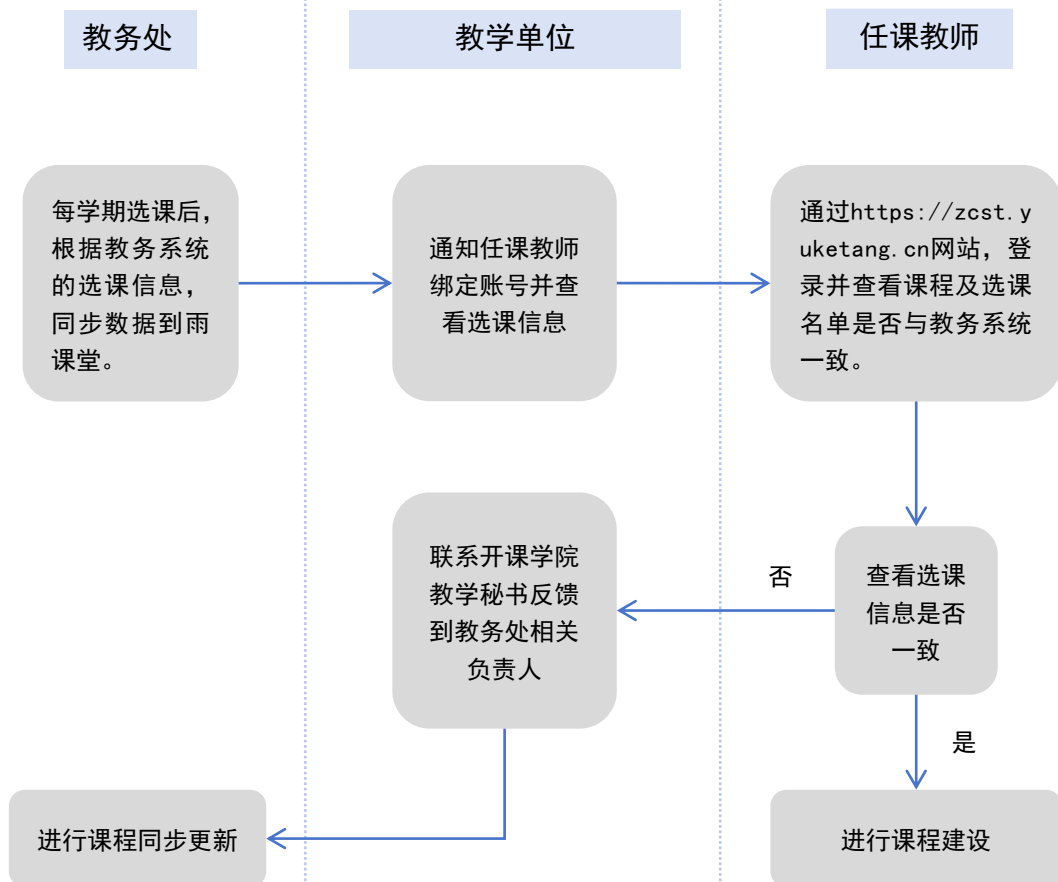 教务处
教学单位
任课教师
每学期选课后，
根据教务系统
的选课信息，
同步数据到雨
课堂。
通知任课教师
绑定账号并查
看选课信息
通过https://zcst.y
uketang.cn网站，登
录并查看课程及选课
名单是否与教务系统
一致。
联系开课学院
教学秘书反馈
到教务处相关
负责人
否
查看选课
信息是否
一致
是
进行课程同步更新
进行课程建设